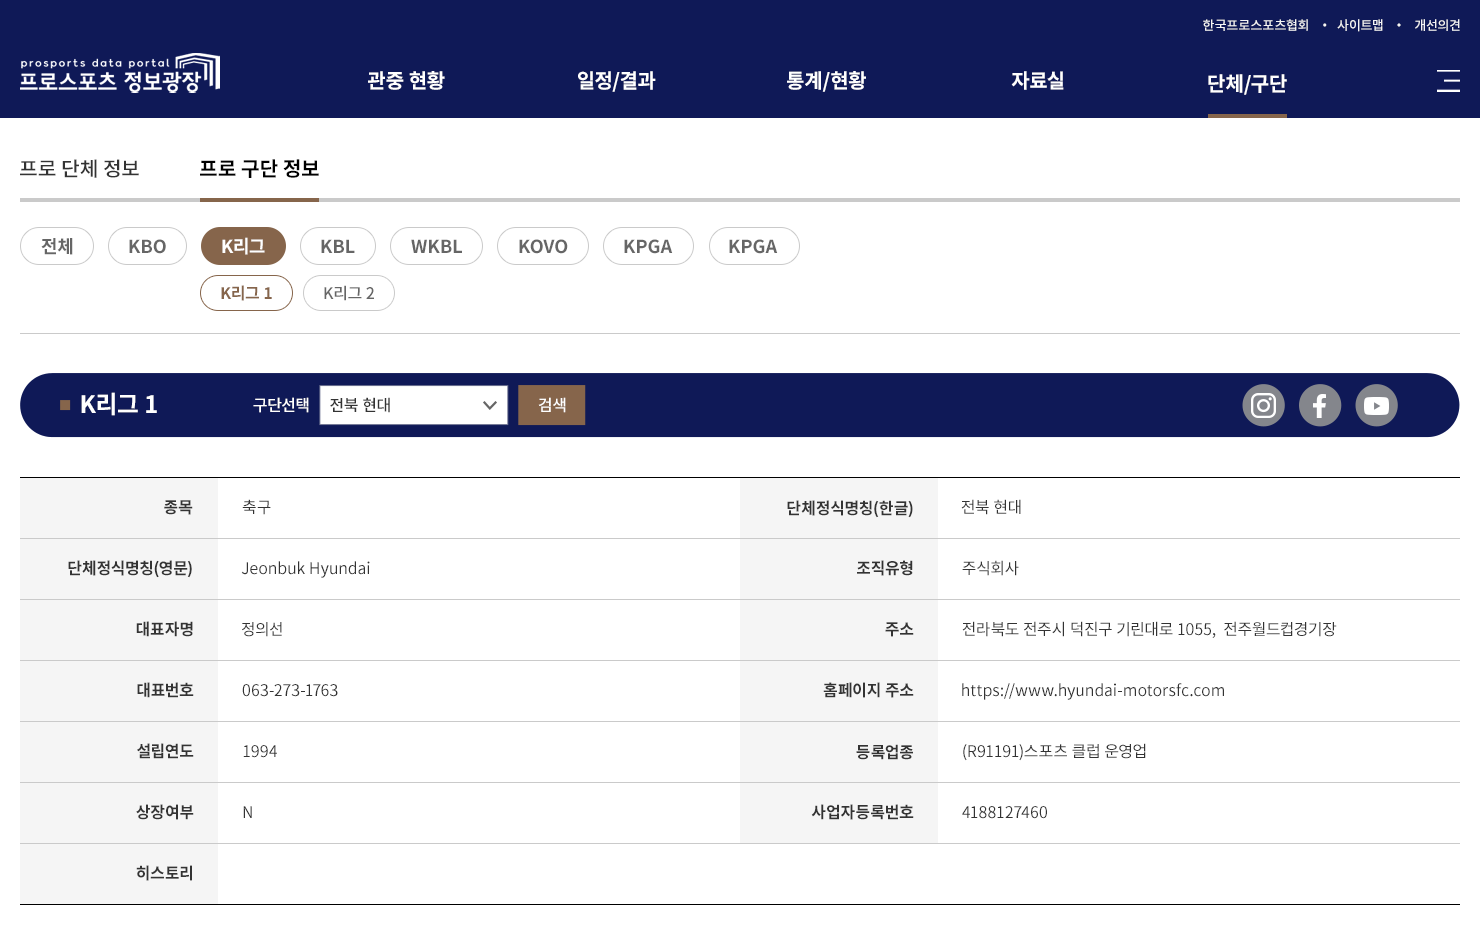 한국프로스포츠협회 • 사이트맵 • 개선의견
prosports data portal
프로스포츠 정보광장
관중 현황 일정/결과 통계/현황 자료실 단체/구단
프로 단체 정보 프로 구단 정보
전체 KBO K리그 KBL WKBL KOVO KPGA KPGA
K리그 1 K리그 2
K리그 1 구단선택 전북 현대 검색
종목 축구 단체정식명칭(한글) 전북 현대
단체정식명칭(영문) Jeonbuk Hyundai 조직유형 주식회사
대표자명 정의선 주소 전라북도 전주시 덕진구 기린대로 1055, 전주월드컵경기장
대표번호 063-273-1763 홈페이지 주소 https://www.hyundai-motorsfc.com
설립연도 1994 등록업종 (R91191)스포츠 클럽 운영업
상장여부 N 사업자등록번호 4188127460
히스토리